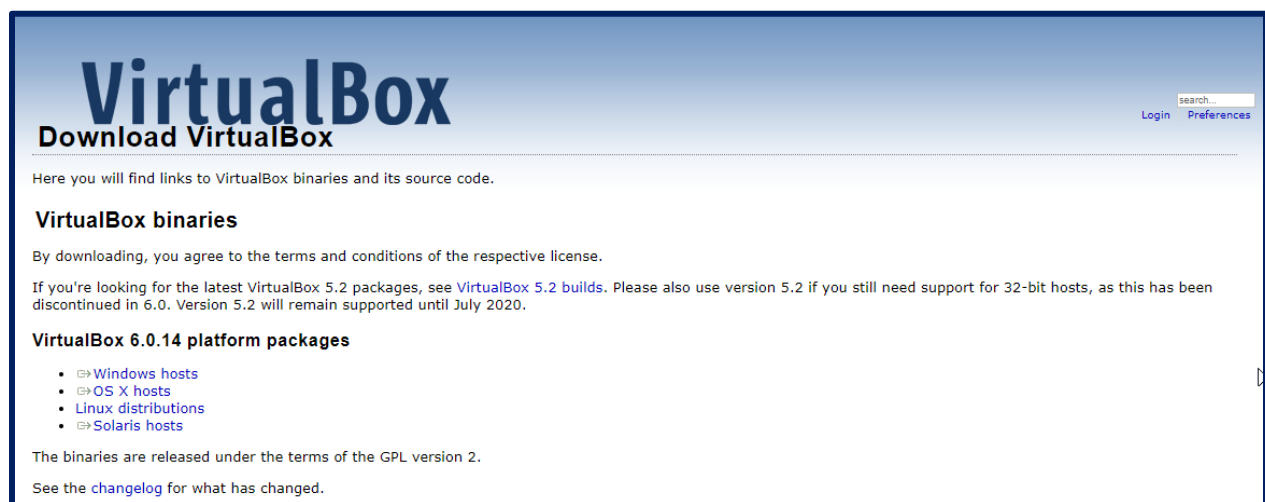 VirtualBox
search...
Login Preferences
Download VirtualBox
Here you will find links to VirtualBox binaries and its source code.
VirtualBox binaries
By downloading, you agree to the terms and conditions of the respective license.
If you're looking for the latest VirtualBox 5.2 packages, see VirtualBox 5.2 builds. Please also use version 5.2 if you still need support for 32-bit hosts, as this has been
discontinued in 6.0. Version 5.2 will remain supported until July 2020.
VirtualBox 6.0.14 platform packages
Windows hosts
OS X hosts
Linux distributions
Solaris hosts
The binaries are released under the terms of the GPL version 2.
See the changelog for what has changed.